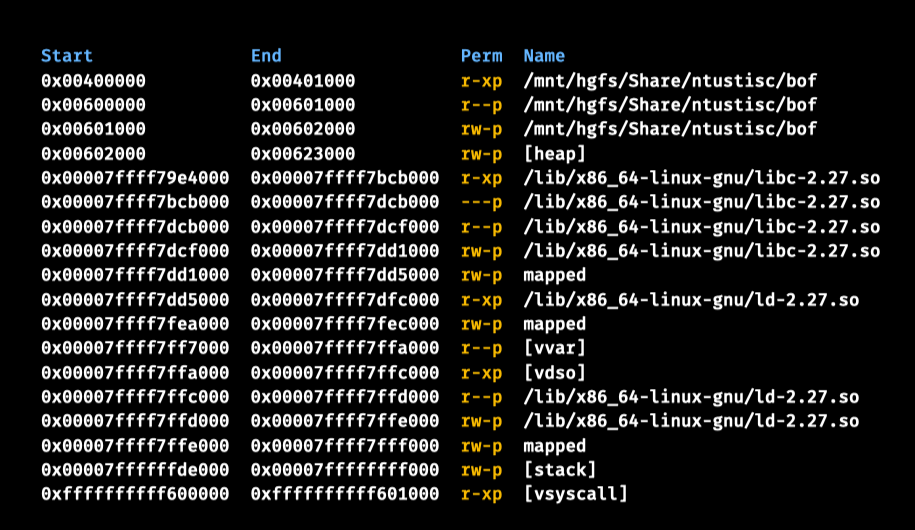 Start End Perm Name
0x00400000 0x00401000 r-xp /mnt/hgfs/Share/ntustisc/bof
0x00600000 0x00601000 r--p /mnt/hgfs/Share/ntustisc/bof
0x00601000 0x00602000 rw-p /mnt/hgfs/Share/ntustisc/bof
0x00602000 0x00623000 rw-p [heap]
0x00007ffff79e4000 0x00007ffff7bcb000 r-xp /lib/x86_64-linux-gnu/libc-2.27.so
0x00007ffff7bcb000 0x00007ffff7dcb000 ---p /lib/x86_64-linux-gnu/libc-2.27.so
0x00007ffff7dcb000 0x00007ffff7dcf000 r--p /lib/x86_64-linux-gnu/libc-2.27.so
0x00007ffff7dcf000 0x00007ffff7dd1000 rw-p /lib/x86_64-linux-gnu/libc-2.27.so
0x00007ffff7dd1000 0x00007ffff7dd5000 rw-p mapped
0x00007ffff7dd5000 0x00007ffff7dfc000 r-xp /lib/x86_64-linux-gnu/ld-2.27.so
0x00007ffff7fea000 0x00007ffff7fec000 rw-p mapped
0x00007ffff7ff7000 0x00007ffff7ffa000 r--p [vvar]
0x00007ffff7ffa000 0x00007ffff7ffc000 r-xp [vdso]
0x00007ffff7ffc000 0x00007ffff7ffd000 r--p /lib/x86_64-linux-gnu/ld-2.27.so
0x00007ffff7ffd000 0x00007ffff7ffe000 rw-p /lib/x86_64-linux-gnu/ld-2.27.so
0x00007ffff7ffe000 0x00007ffff7fff000 rw-p mapped
0x00007ffffffde000 0x00007ffffffff000 rw-p [stack]
0xffffffffff600000 0xffffffffff601000 r-xp [vsyscall]